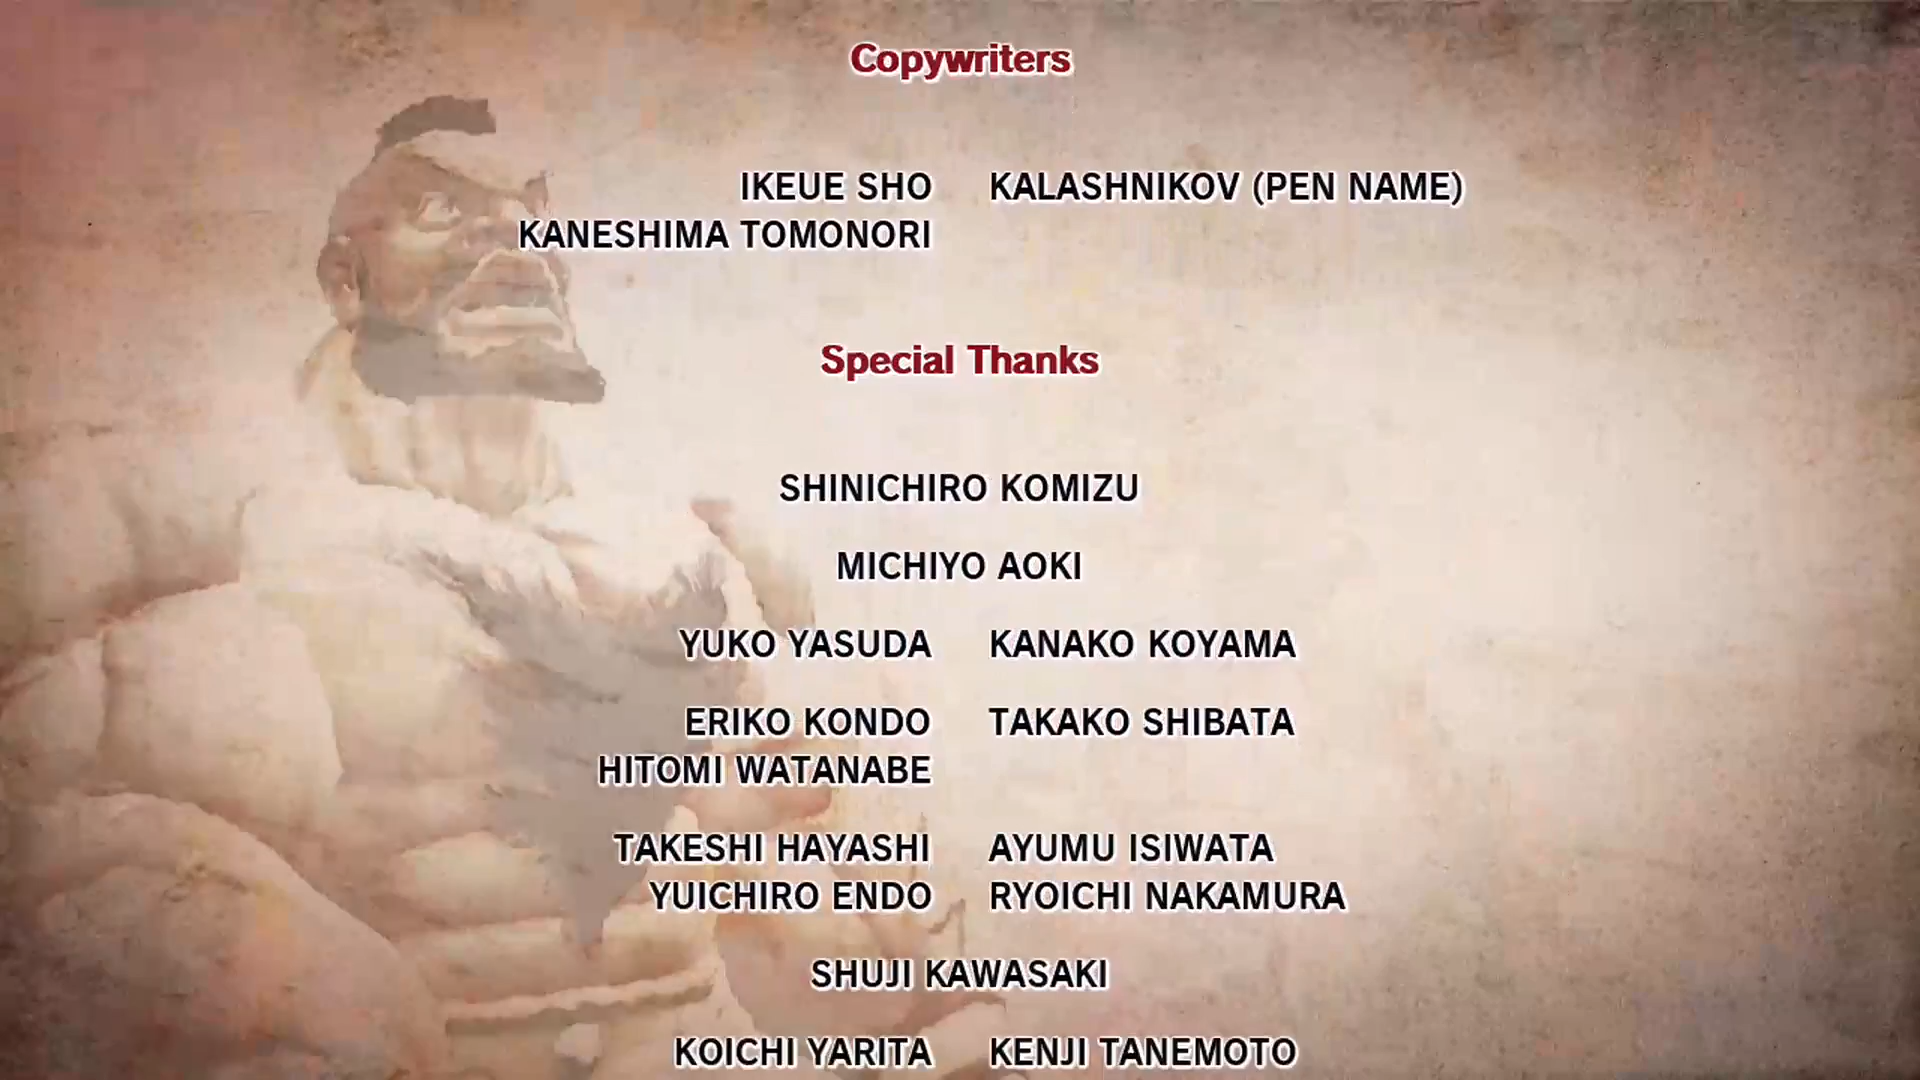 Copywriters
IKEUE SHO KALASHNIKOV (PEN NAME)
KANESHIMA TOMONORI
Special Thanks
SHINICHIRO KOMIZU
MICHIYO AOKI
YUKO YASUDA KANAKO KOYAMA
ERIKO KONDO TAKAKO SHIBATA
HITOMI WATANABE
TAKESHI HAYASHI AYUMU ISIWATA
YUICHIRO ENDO RYOICHI NAKAMURA
SHUJI KAWASAKI
KOICHI YARITA KENJI TANEMOTO